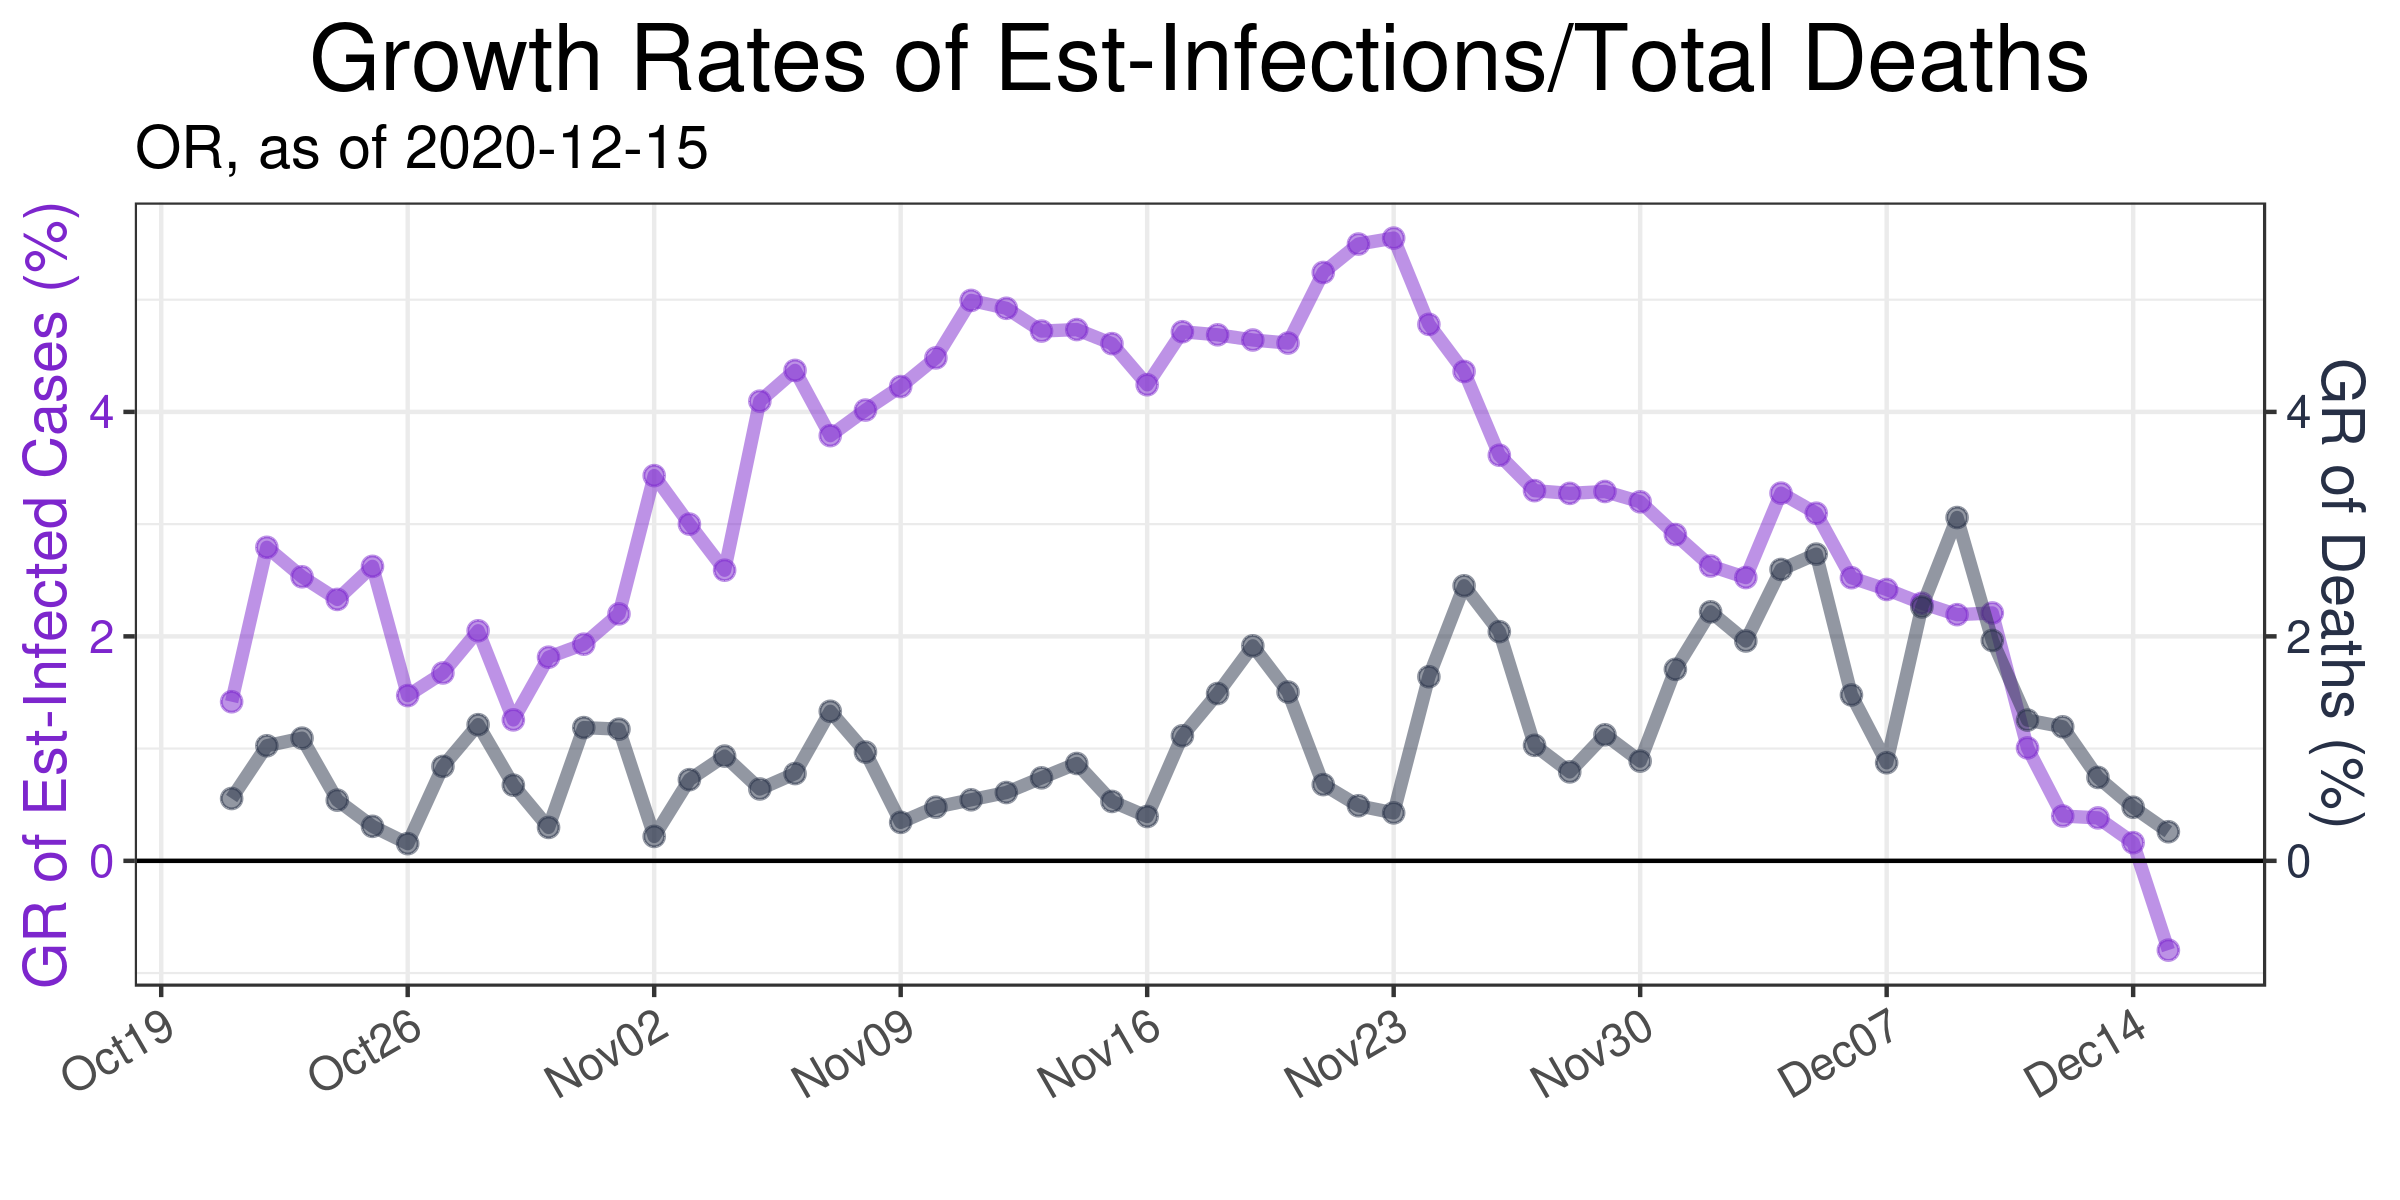 Growth Rates of Est-Infections/Total Deaths
OR, as of 2020-12-15
GR of Est-Infected Cases (%)
4
2
0
4
2
0
GR of Deaths (%)
Oct19
Oct26
Nov02
Nov09
Nov16
Nov23
Nov30
Dec07
Dec14